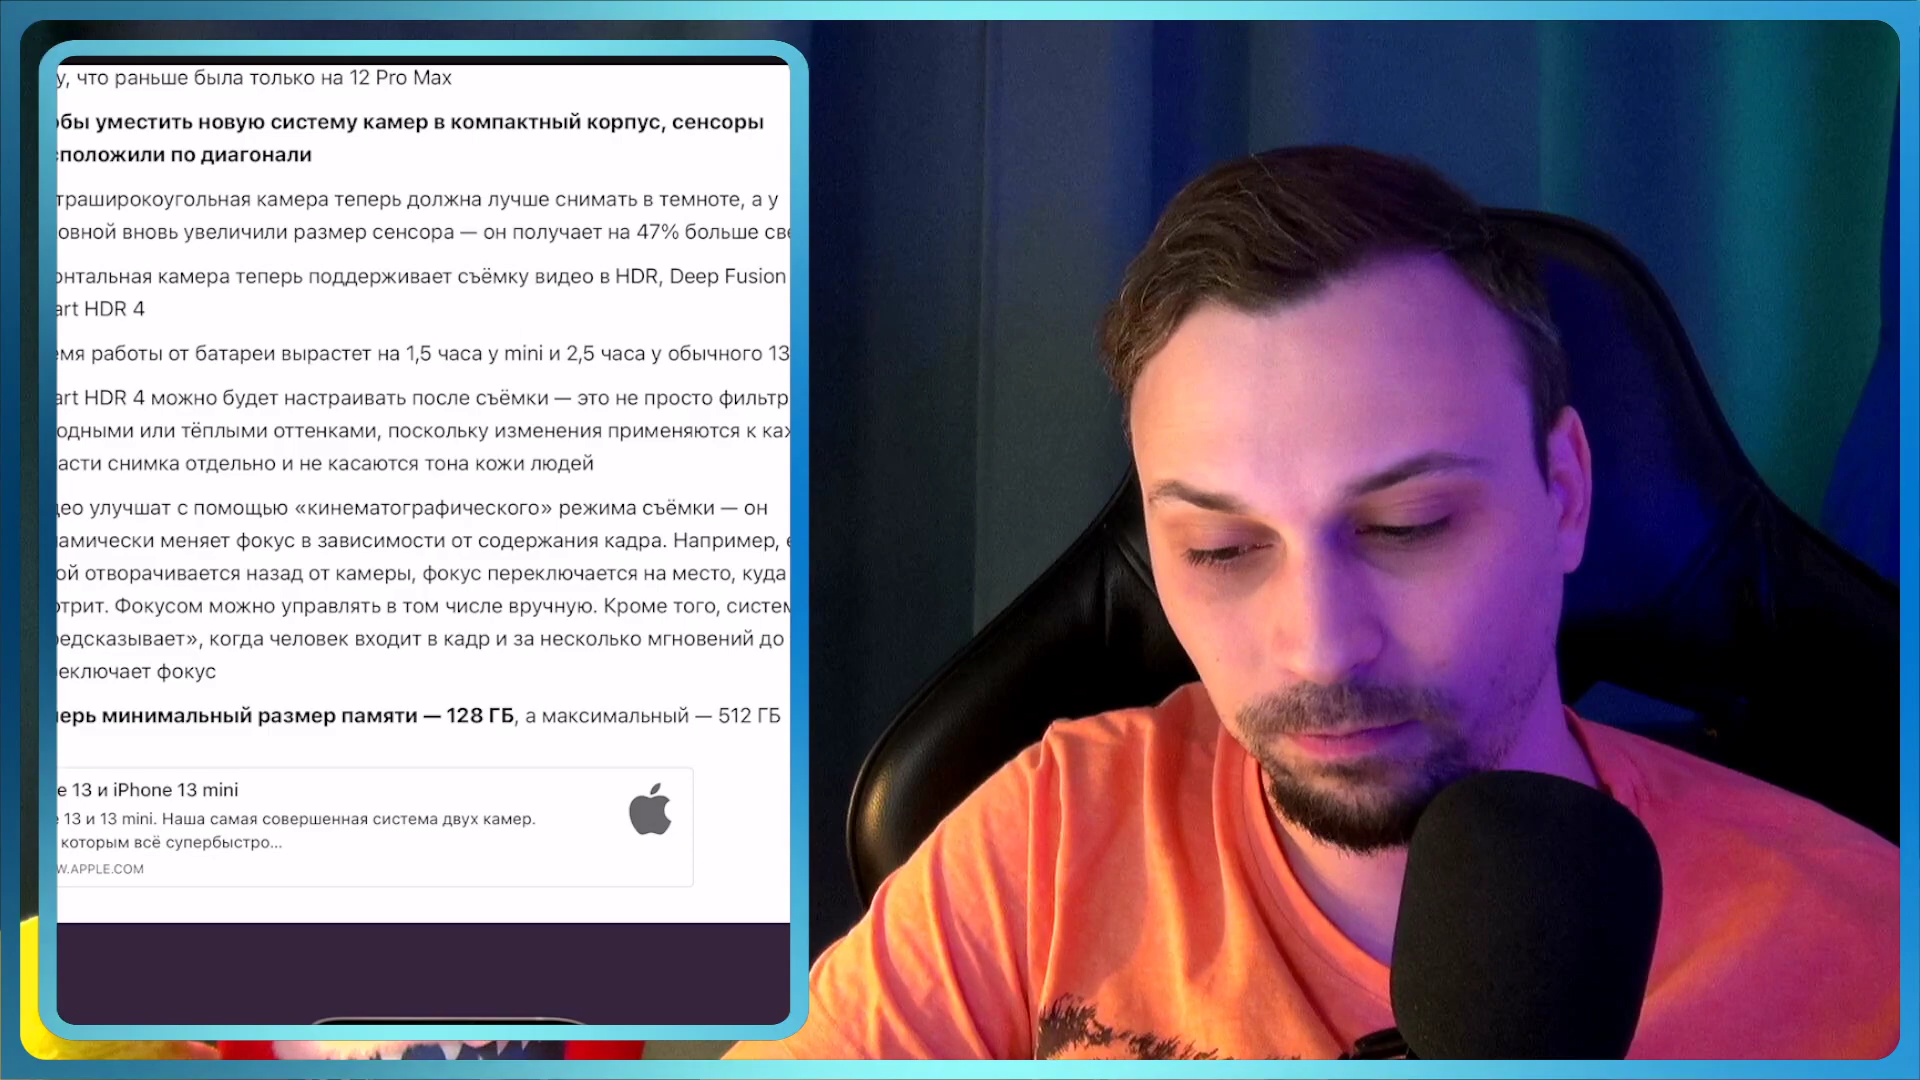 у, что раньше была только на 12 Pro Max
бы уместить новую систему камер в компактный корпус, сенсоры
положили по диагонали
траширокоугольная камера теперь должна лучше снимать в темноте, а у
овной вновь увеличили размер сенсора — он получает на 47% больше све
онтальная камера теперь поддерживает съёмку видео в HDR, Deep Fusion
art HDR 4
емя работы от батареи вырастет на 1,5 часа у mini и 2,5 часа у обычного 13
art HDR 4 можно будет настраивать после съёмки — это не просто фильтр
одными или тёплыми оттенками, поскольку изменения применяются к каж
асти снимка отдельно и не касаются тона кожи людей
део улучшат с помощью «кинематографического» режима съёмки — он
амически меняет фокус в зависимости от содержания кадра. Например, е
ой отворачивается назад от камеры, фокус переключается на место, куда
отрит. Фокусом можно управлять в том числе вручную. Кроме того, систем
едсказывает», когда человек входит в кадр и за несколько мгновений до
еключает фокус
ерь минимальный размер памяти — 128 ГБ, а максимальный — 512 ГБ
e 13 и iPhone 13 mini
13 и 13 mini. Наша самая совершенная система двух камер.
которым всё супербыстро...
W.APPLE.COM